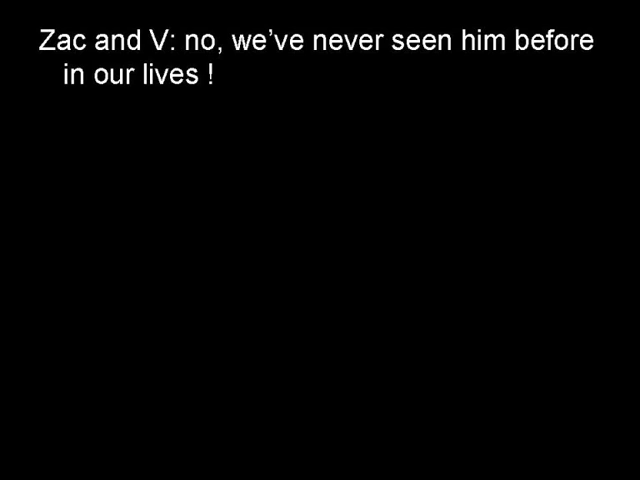 Zac and V: no, we’ve never seen him before
in our lives !